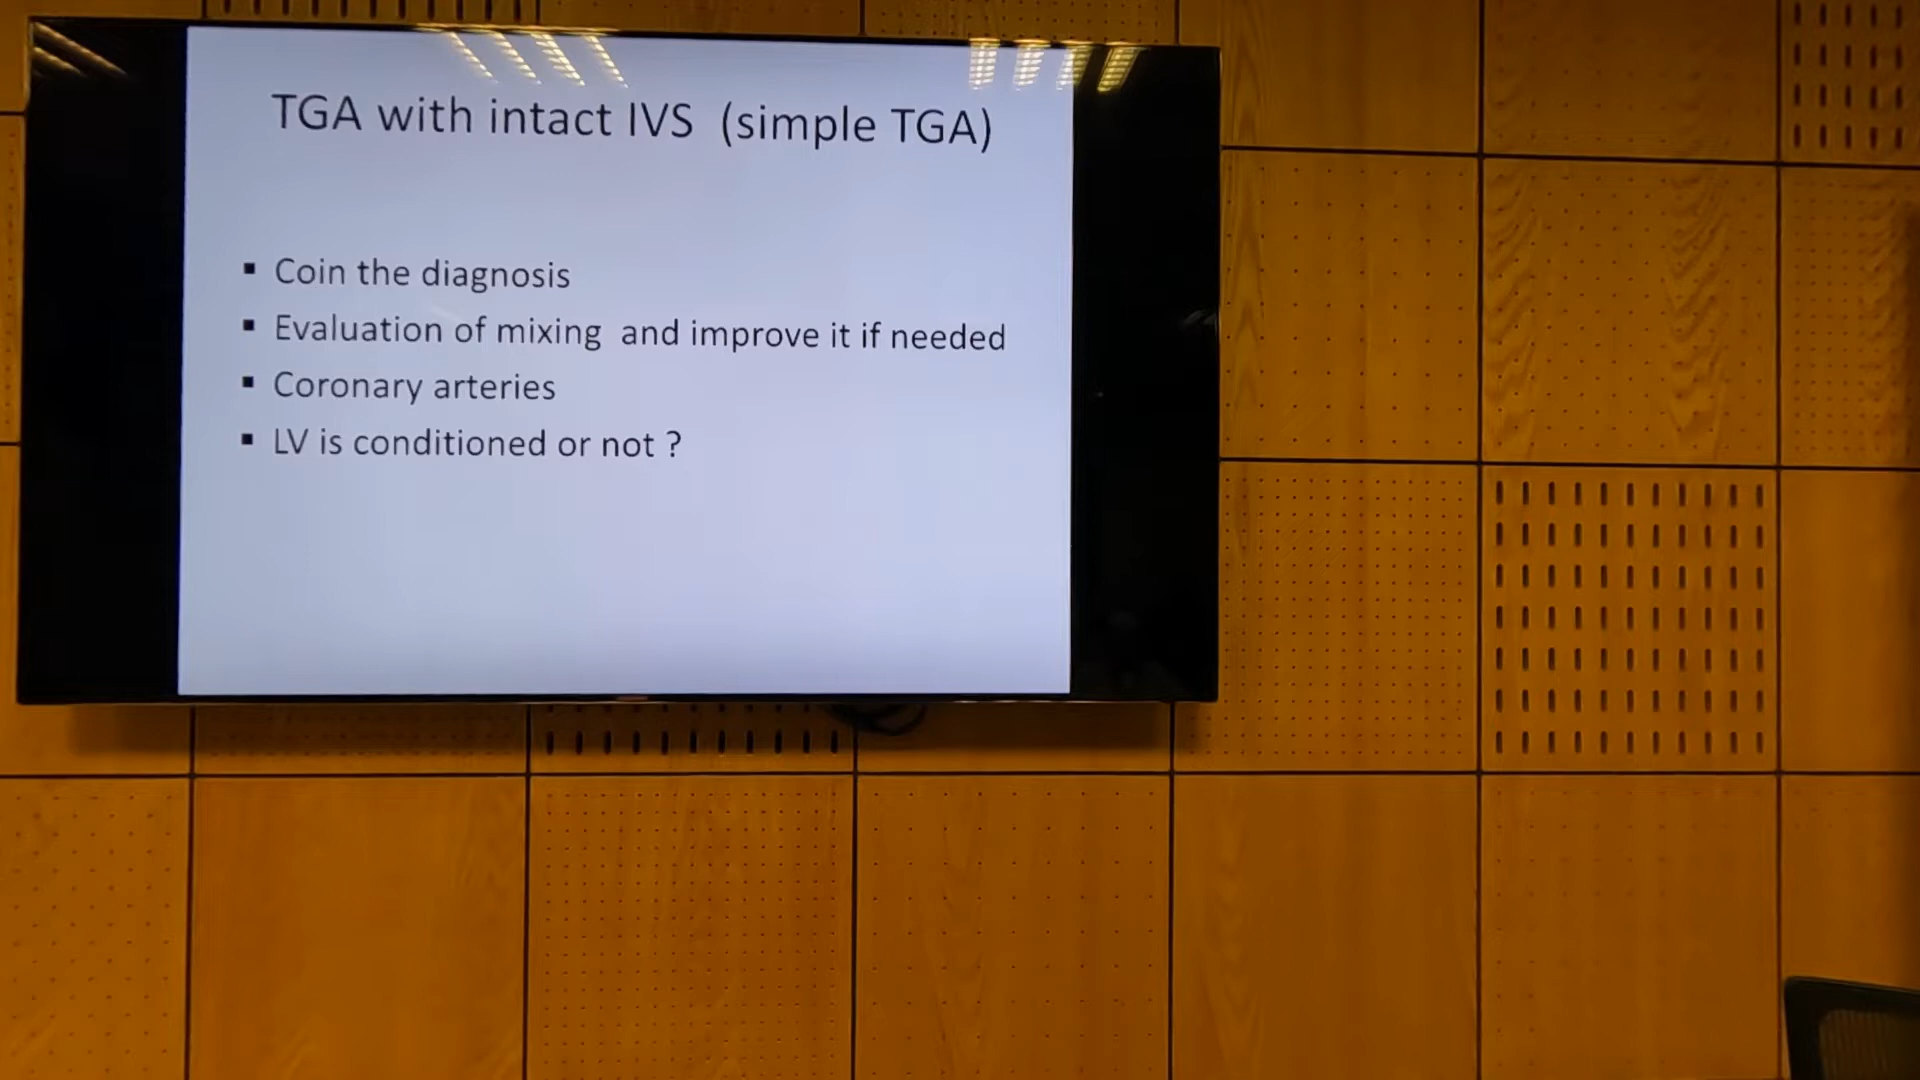 TGA with intact IVS (simple TGA)
▪ Coin the diagnosis
▪ Evaluation of mixing and improve it if needed
▪ Coronary arteries
▪ LV is conditioned or not ?